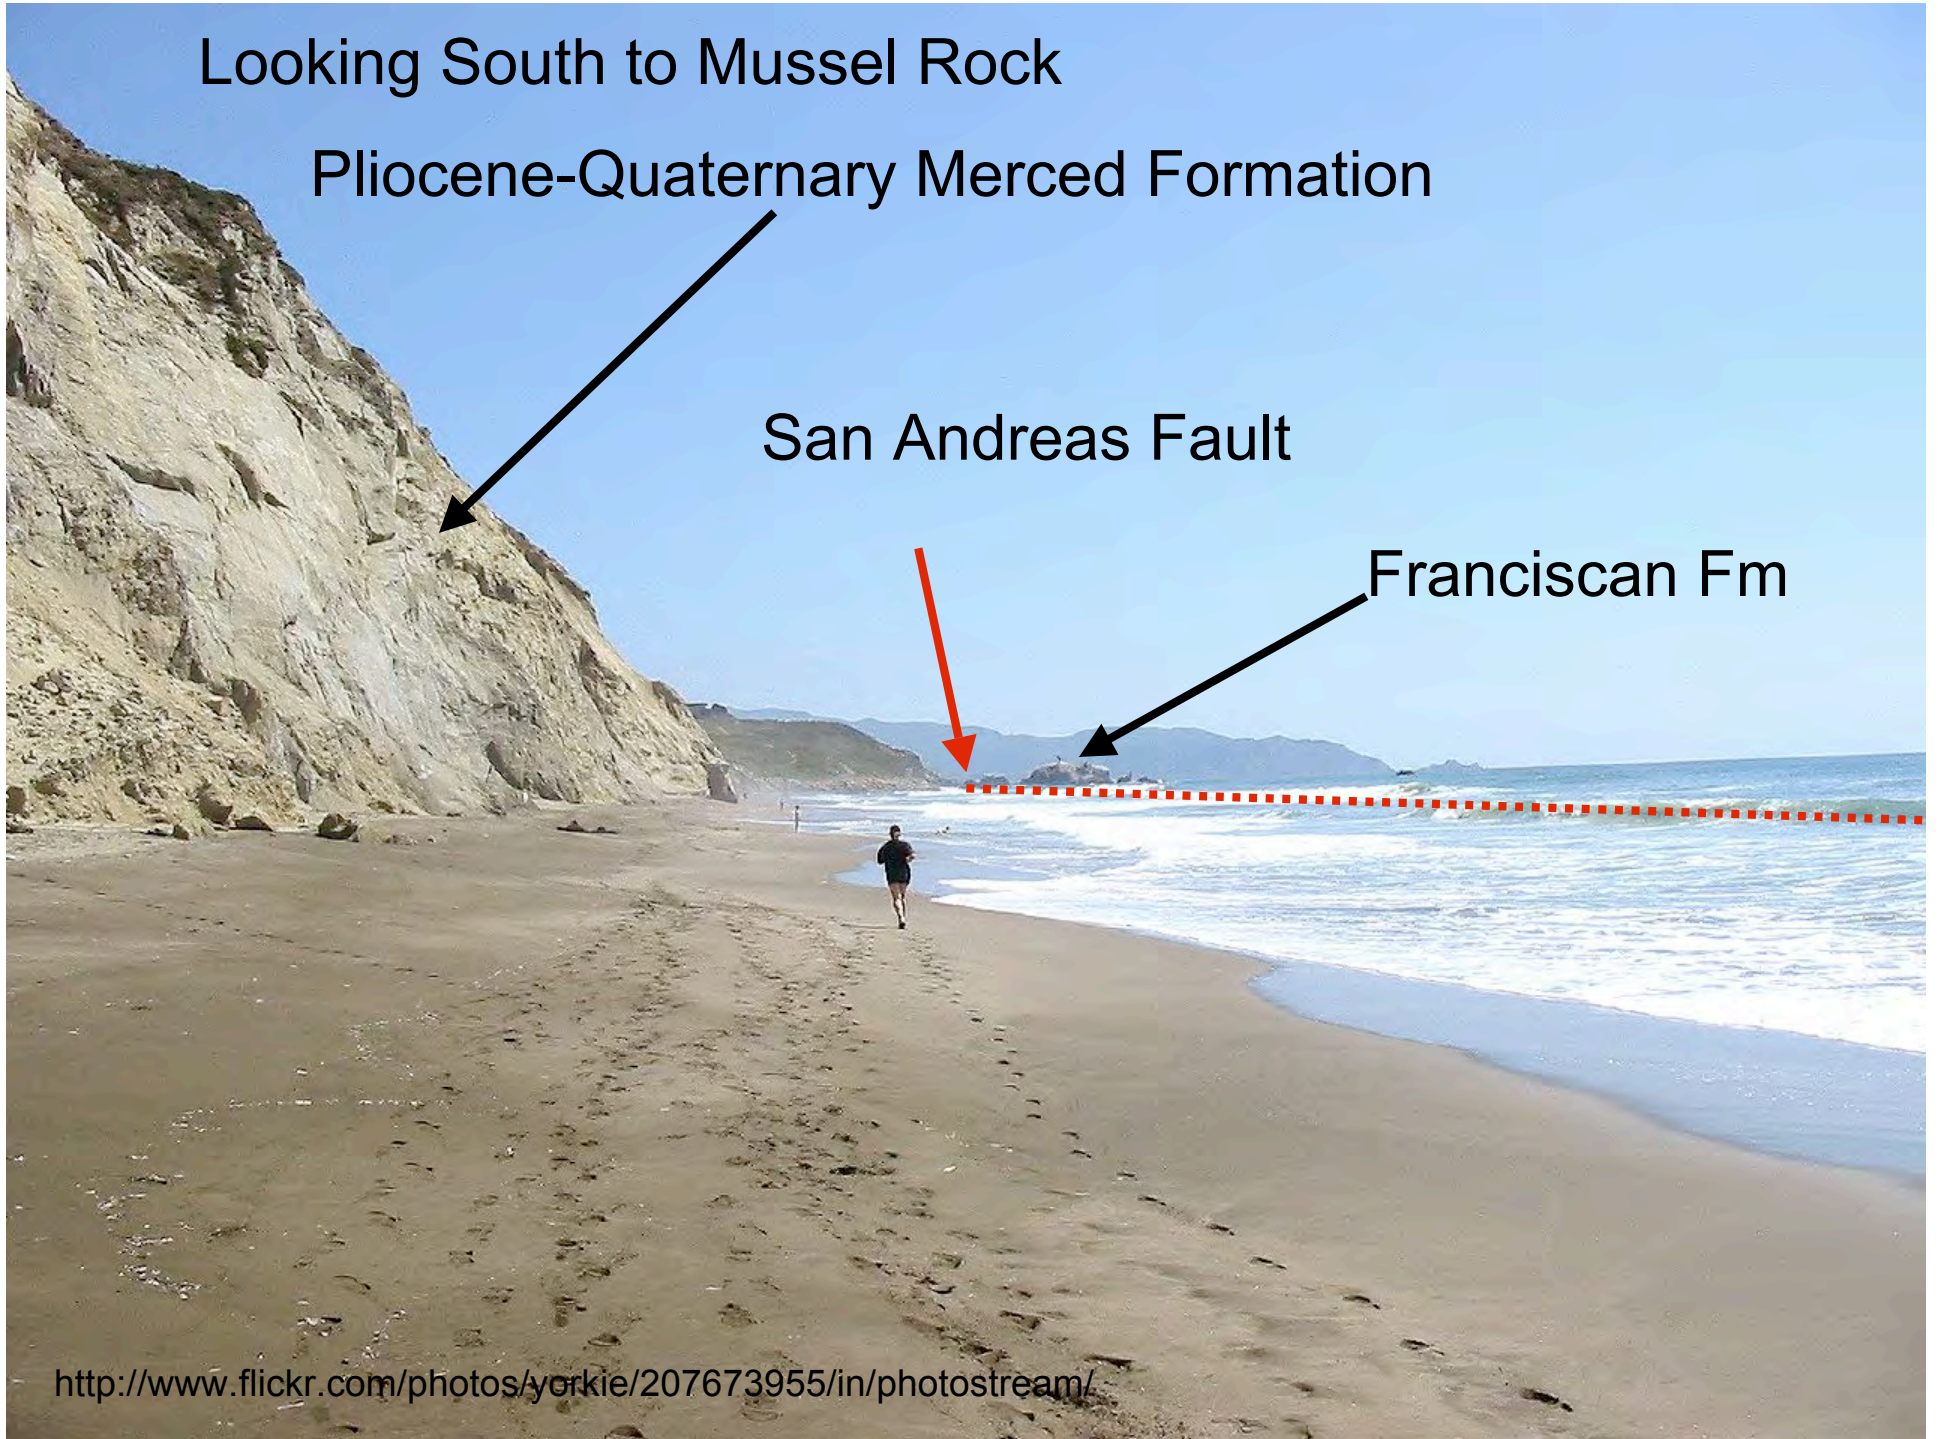 Looking South to Mussel Rock
Pliocene-Quaternary Merced Formation
San Andreas Fault
Franciscan Fm
http://www.flickr.com/photos/yorkie/207673955/in/photostream/